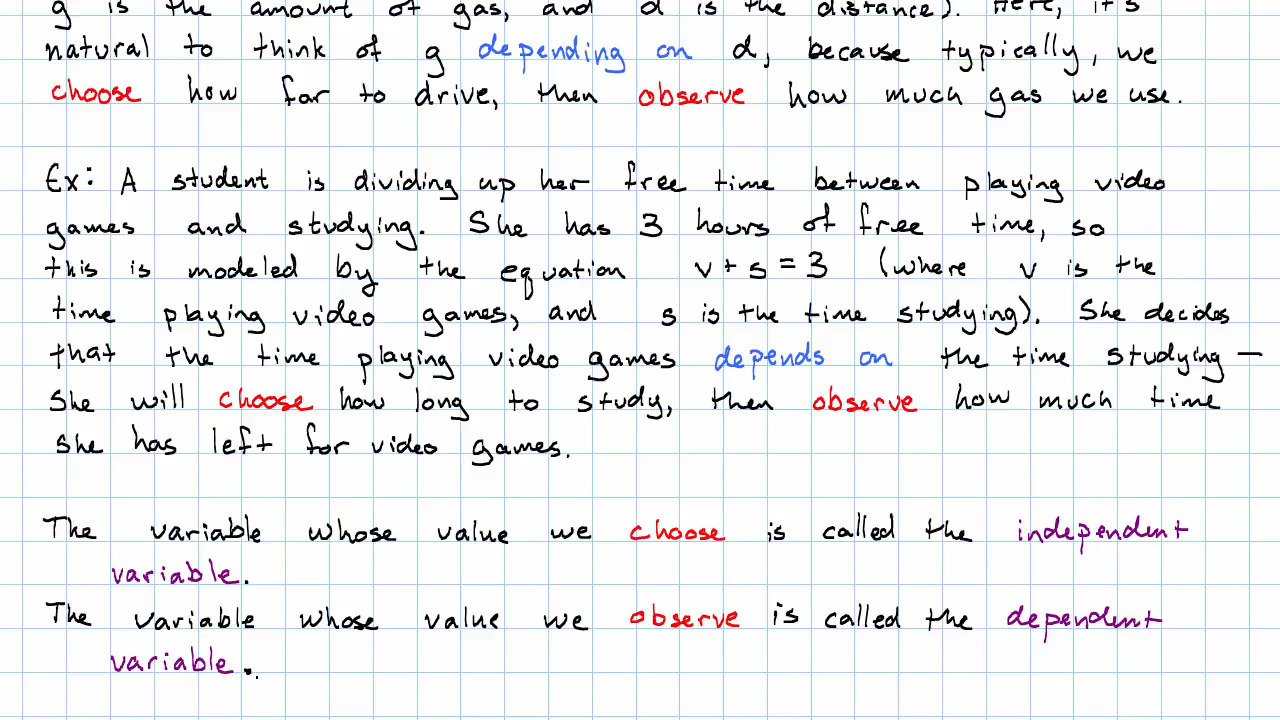 g is the amount of gas, and d is the distance). Here, it's
natural to think of g depending on d, because typically, we
choose how far to drive, then observe how much gas we use.
Ex: A student is dividing up her free time between playing video
games and studying. She has 3 hours of free time, so
this is modeled by the equation v + s = 3 (where v is the
time playing video games, and s is the time studying). She decides
that the time playing video games depends on the time studying —
she will choose how long to study, then observe how much time
she has left for video games.
The variable whose value we choose is called the independent
variable.
The variable whose value we observe is called the dependent
variable.